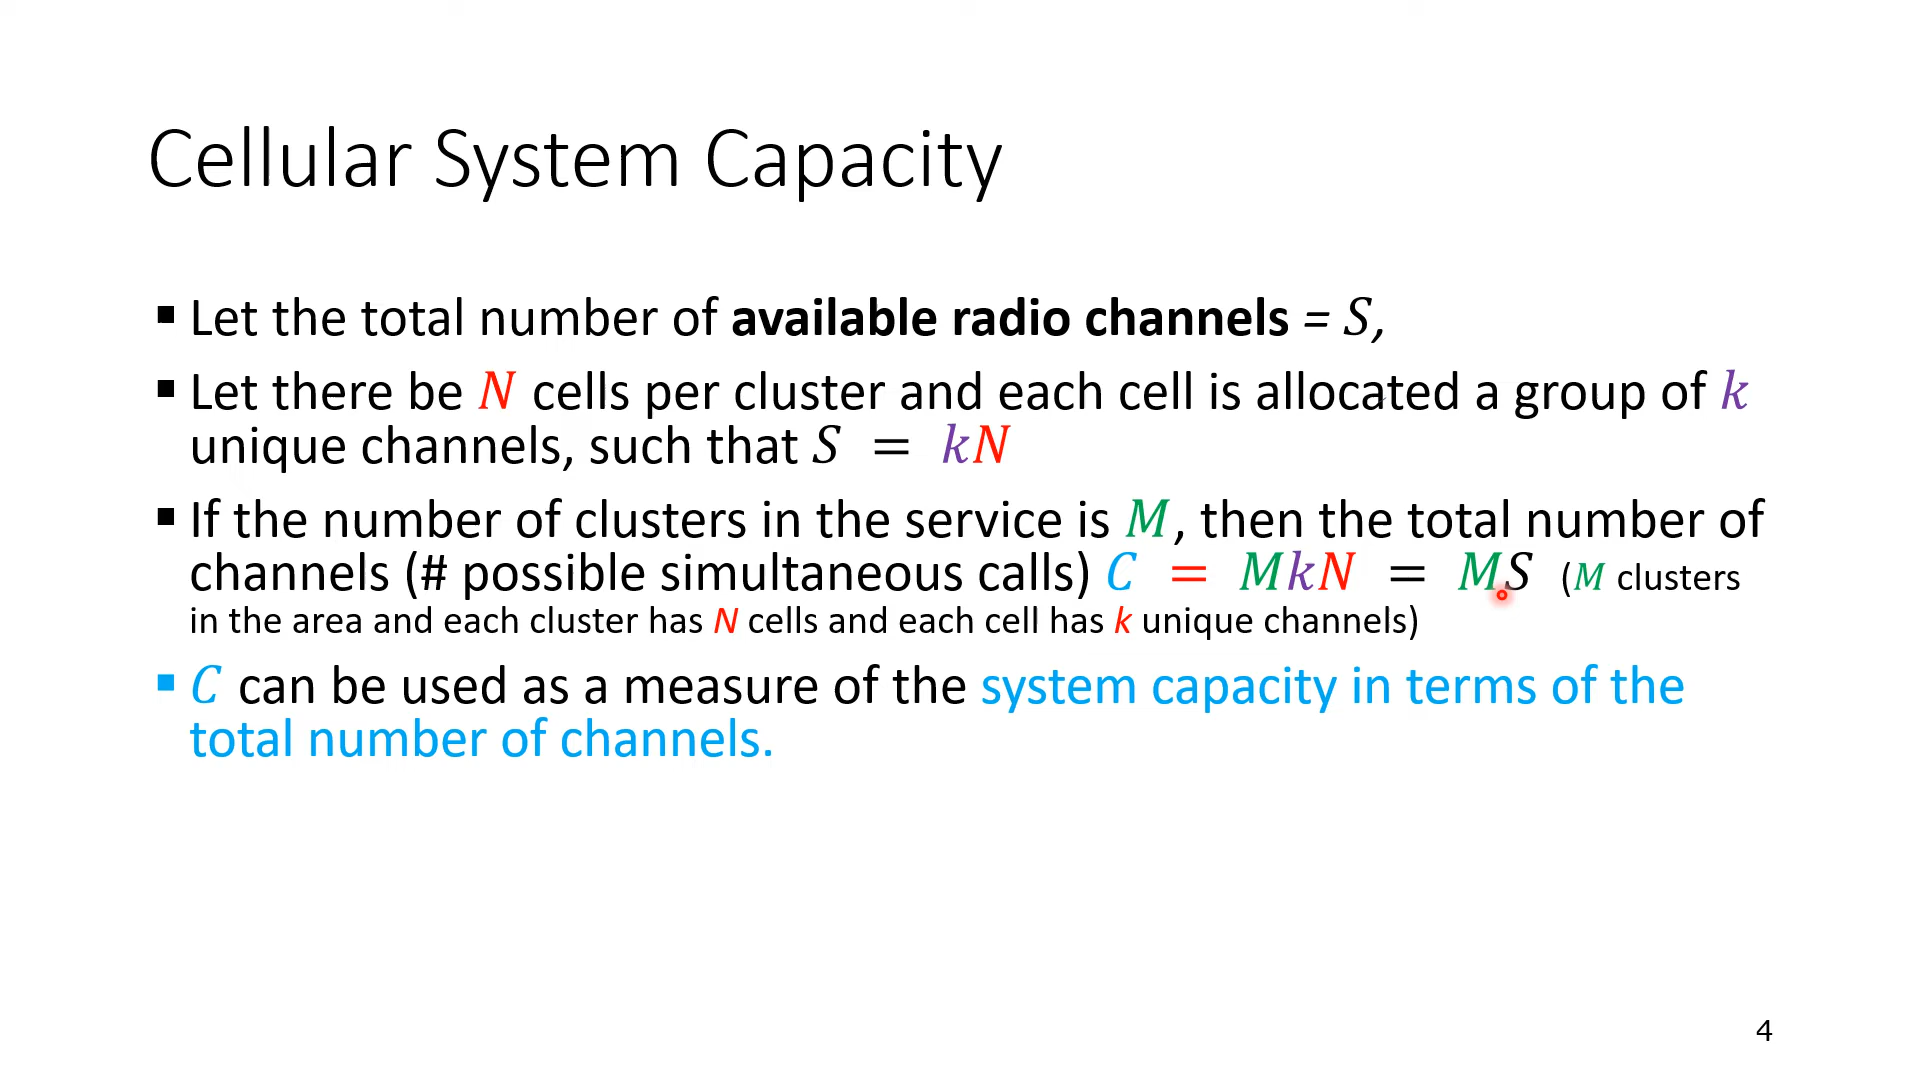 Cellular System Capacity
▪ Let the total number of available radio channels = S,
▪ Let there be N cells per cluster and each cell is allocated a group of k
unique channels, such that S = kN
▪ If the number of clusters in the service is M, then the total number of
channels (# possible simultaneous calls) C = MkN = MS (M clusters
in the area and each cluster has N cells and each cell has k unique channels)
▪ C can be used as a measure of the system capacity in terms of the
total number of channels.
4